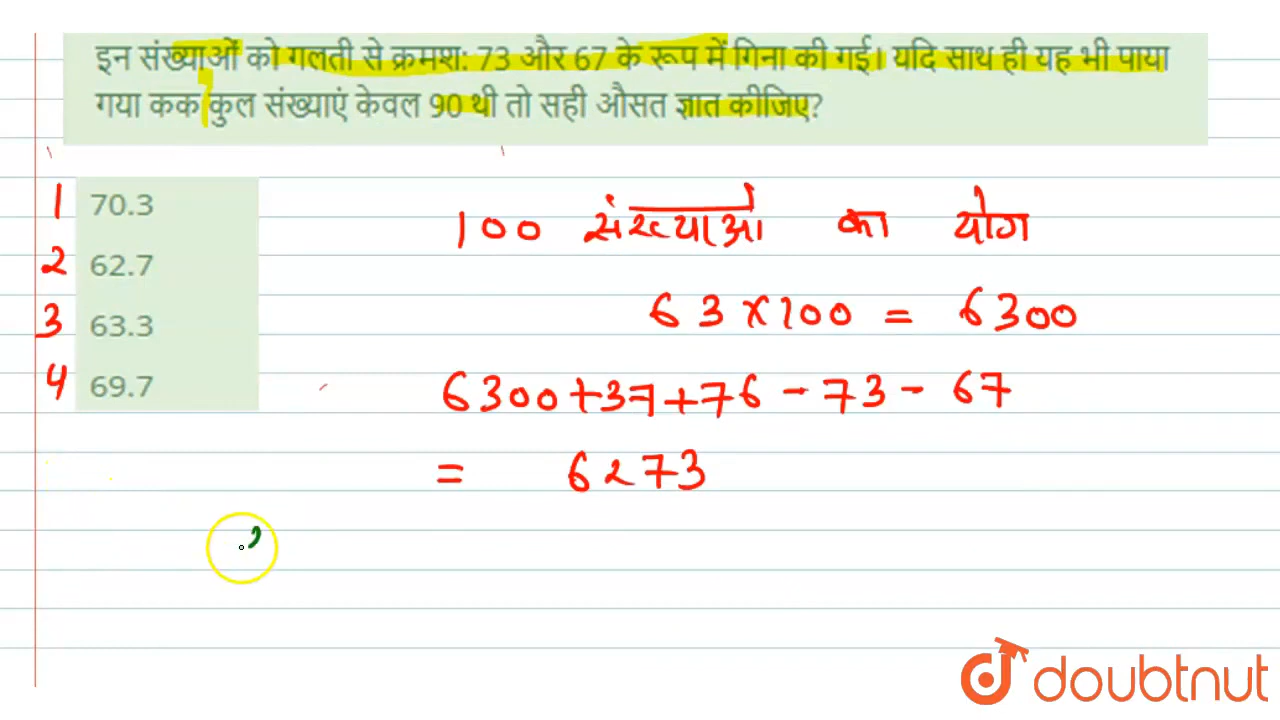 इन संख्याओं को गलती से क्रमश: 73 और 67 के रूप में गिना की गई। यदि साथ ही यह भी पाया
गया कक कुल संख्याएं केवल 90 थी तो सही औसत ज्ञात कीजिए?
1 70.3
2 62.7
3 63.3
4 69.7
100 संख्याओं का योग
63 x 100 = 6300
6300 + 37 + 76 - 73 - 67
= 6273
doubtnut